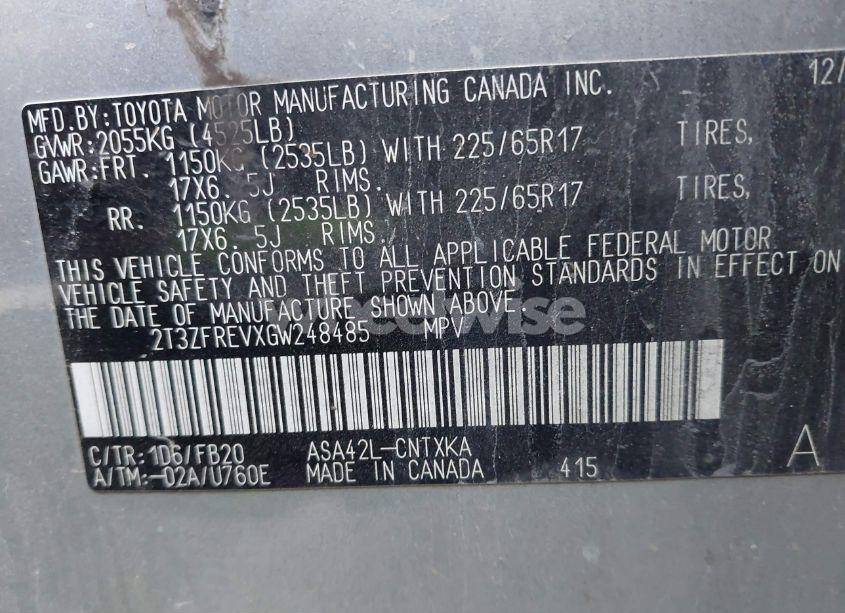 MFD.BY:TOYOTA MOTOR MANUFACTURING CANADA INC. 12/
GVWR:2055KG (4525LB)
GAWR:FRT. 1150KG (2535LB) WITH 225/65R17 TIRES,
17X6. 5J RIMS.
RR. 1150KG (2535LB) WITH 225/65R17 TIRES,
17X6. 5J RIMS.
THIS VEHICLE CONFORMS TO ALL APPLICABLE FEDERAL MOTOR
VEHICLE SAFETY AND THEFT PREVENTION STANDARDS IN EFFECT ON
THE DATE OF MANUFACTURE SHOWN ABOVE.
2T3ZFREVXGW248485 MPV
C/TR:1D6/FB20 ASA42L-CNTXKA
A/TM:-02A/U760E MADE IN CANADA 415 A